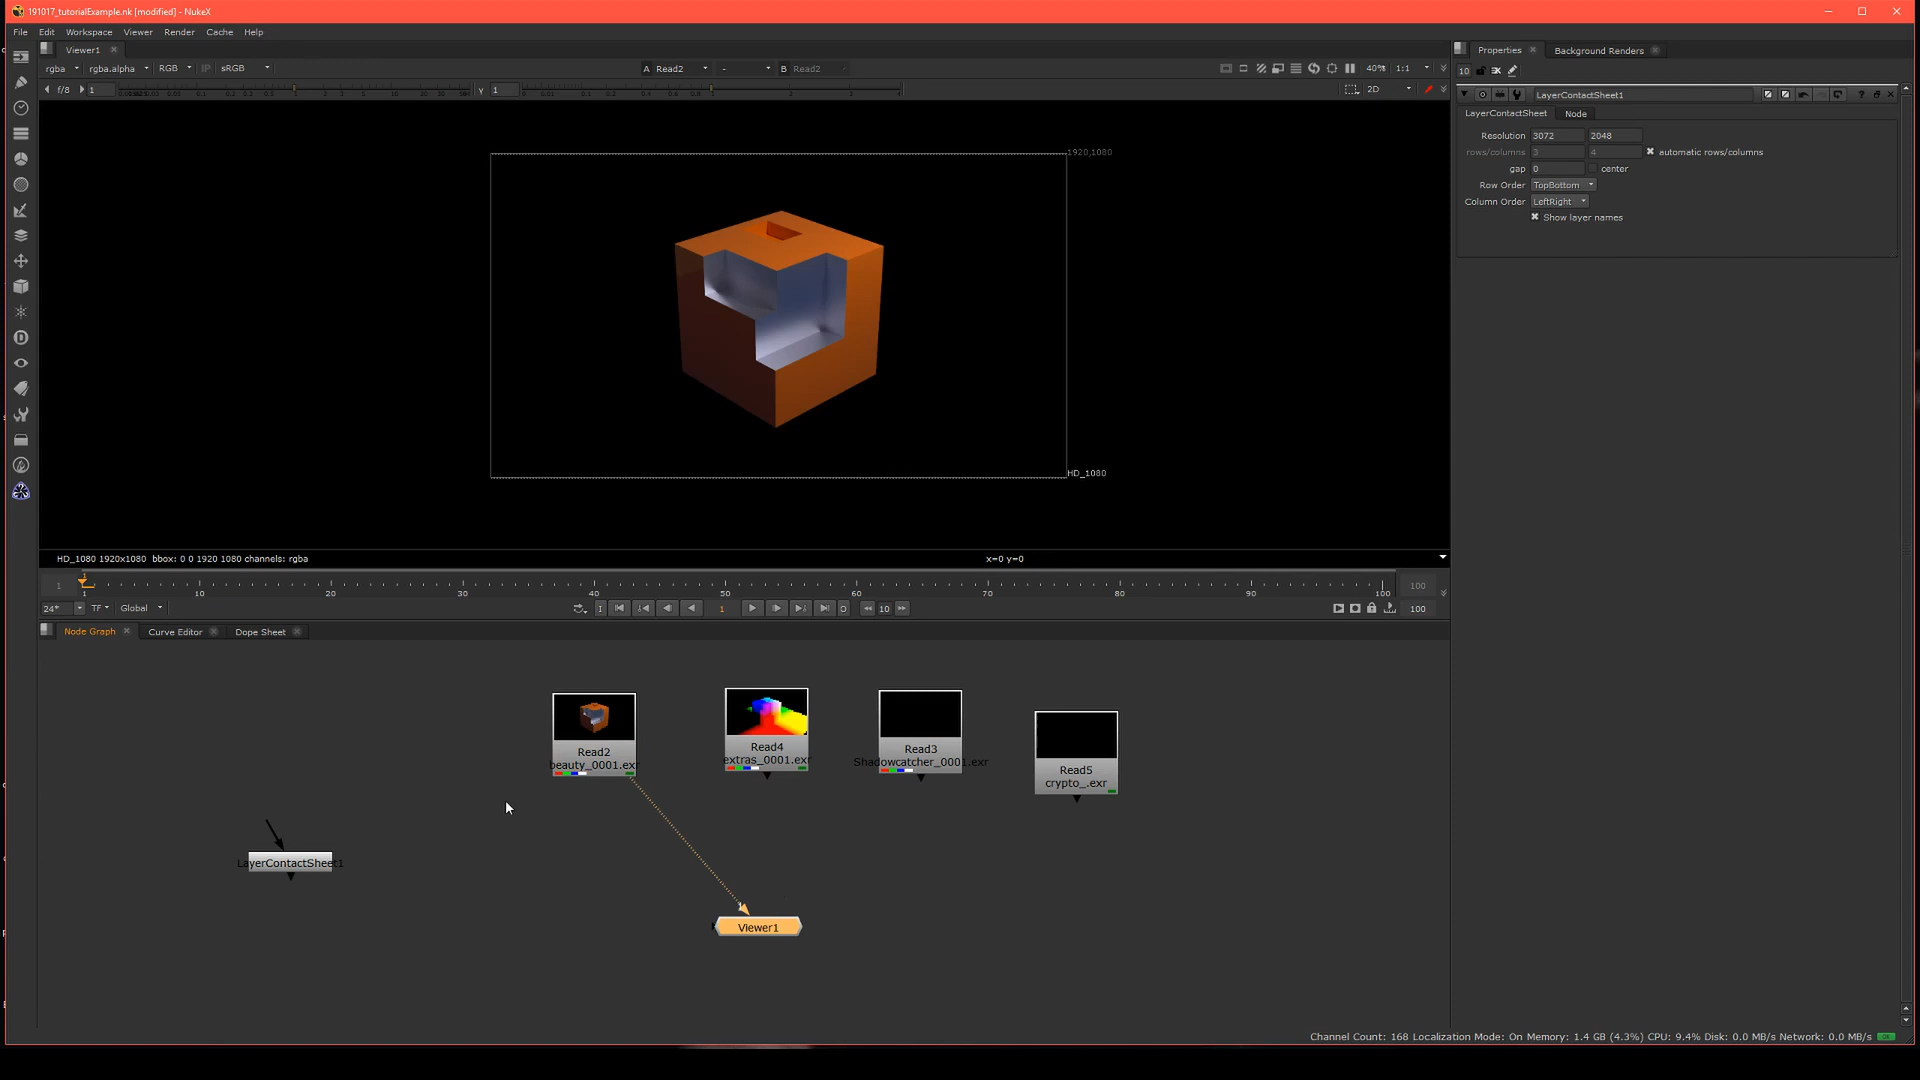 191017_tutorialExample.nk [modified] - NukeX
File Edit Workspace Viewer Render Cache Help
Viewer1
rgba rgba.alpha RGB IP sRGB A Read2 - B Read2 40% 1:1
f/8 1 Y 1 2D
1920,1080
HD_1080
HD_1080 1920x1080 bbox: 0 0 1920 1080 channels: rgba x=0 y=0
1 1 10 20 30 40 50 60 70 80 90 100 100
24* TF Global 1 10 100
Node Graph Curve Editor Dope Sheet
Read2
beauty_0001.exr
Read4
extras_0001.exr
Read3
Shadowcatcher_0001.exr
Read5
crypto_.exr
LayerContactSheet1
Viewer1
Properties Background Renders
10
LayerContactSheet1
LayerContactSheet Node
Resolution 3072 2048
rows/columns 3 4 automatic rows/columns
gap 0 center
Row Order TopBottom
Column Order LeftRight
Show layer names
Channel Count: 168 Localization Mode: On Memory: 1.4 GB (4.3%) CPU: 9.4% Disk: 0.0 MB/s Network: 0.0 MB/s